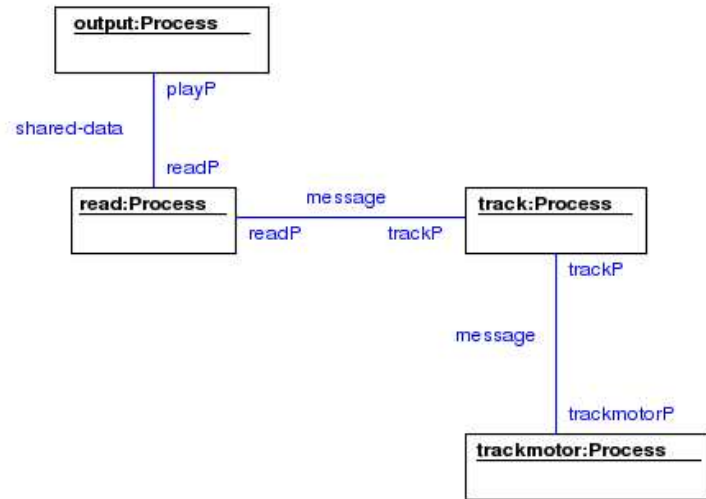 output:Process
playP
shared-data
readP
read:Process
message
track:Process
readP
trackP
trackP
message
trackmotorP
trackmotor:Process